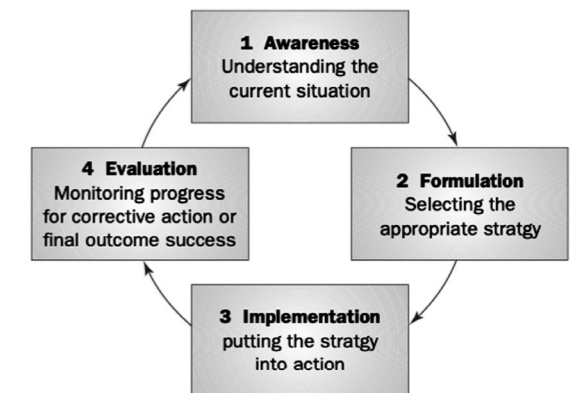 1 Awareness
Understanding the
current situation
2 Formulation
Selecting the
appropriate stratgy
3 Implementation
putting the stratgy
into action
4 Evaluation
Monitoring progress
for corrective action or
final outcome success